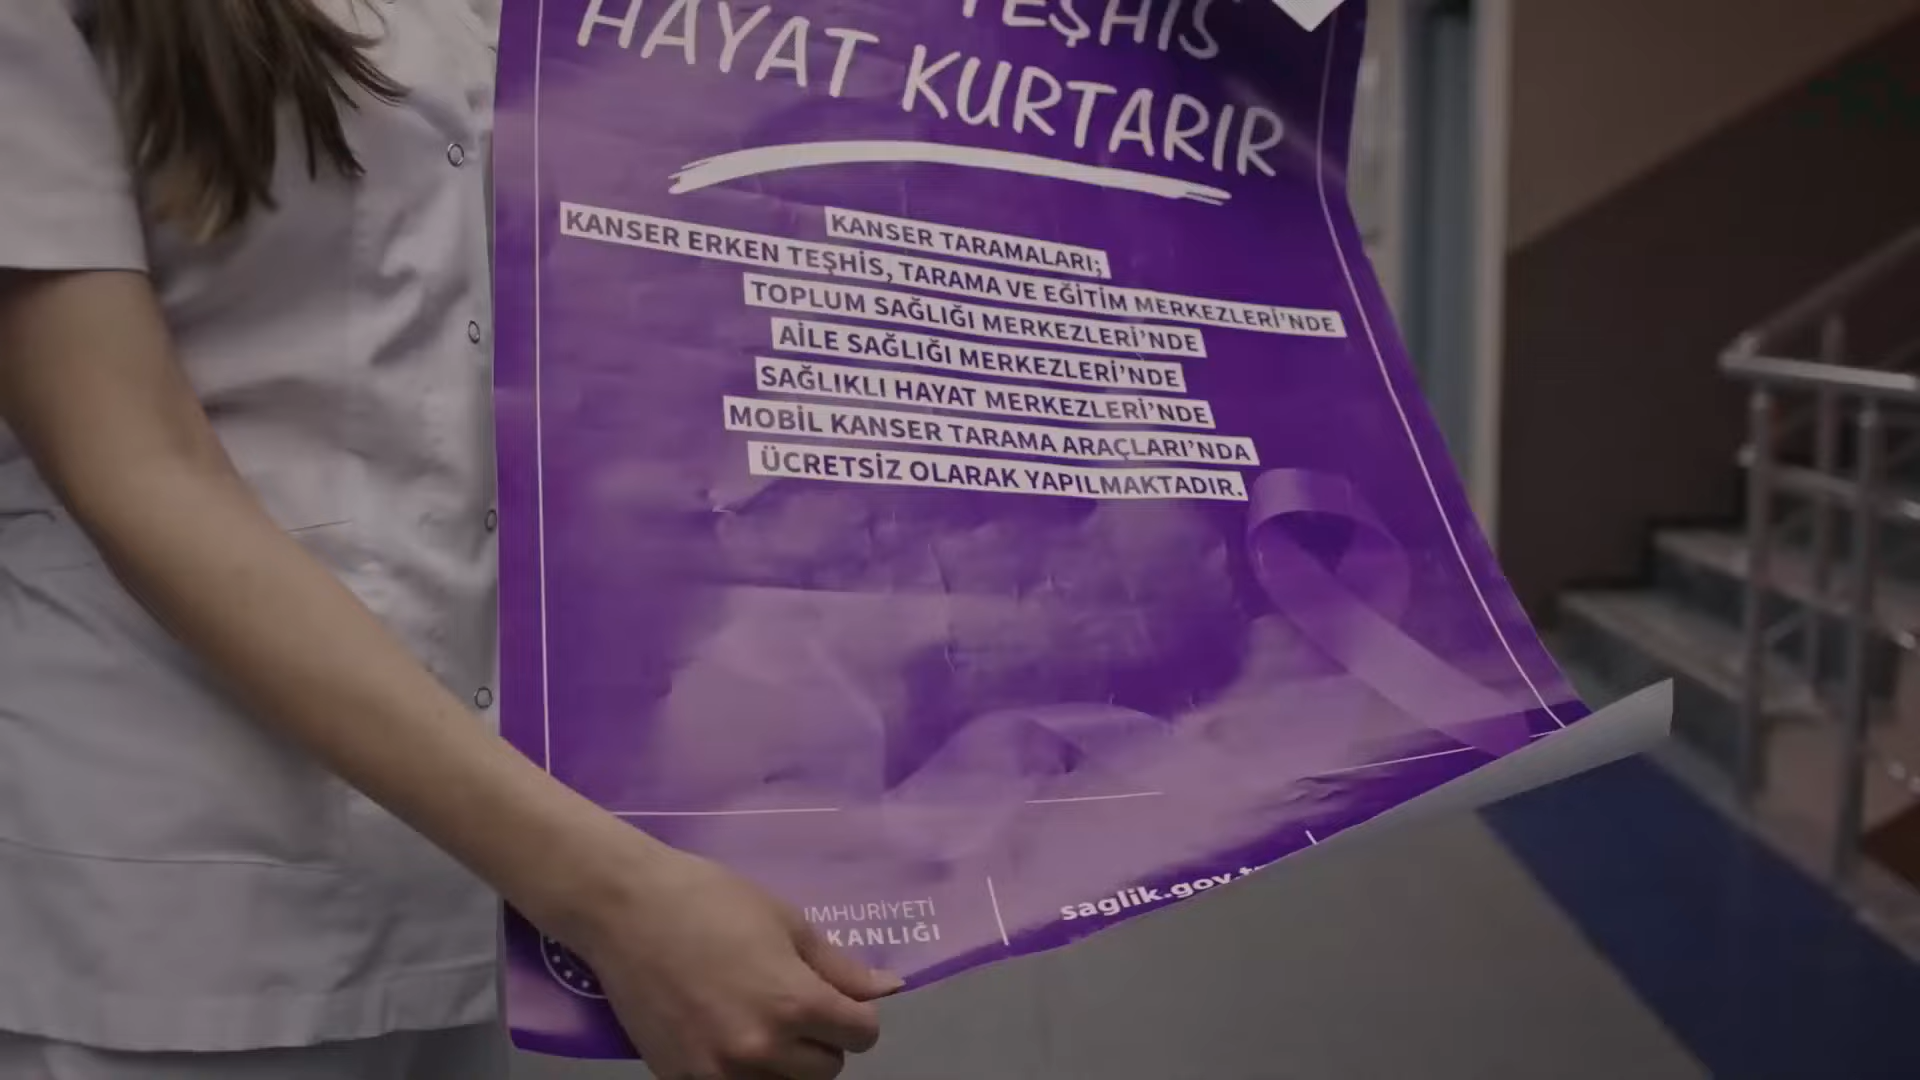 TEŞHİS
HAYAT KURTARIR
KANSER TARAMALARI;
KANSER ERKEN TEŞHİS, TARAMA VE EĞİTİM MERKEZLERİ'NDE
TOPLUM SAĞLIĞI MERKEZLERİ'NDE
AİLE SAĞLIĞI MERKEZLERİ'NDE
SAĞLIKLI HAYAT MERKEZLERİ'NDE
MOBİL KANSER TARAMA ARAÇLARI'NDA
ÜCRETSİZ OLARAK YAPILMAKTADIR.
UMHURİYETİ
KANLIĞI
saglik.gov.t